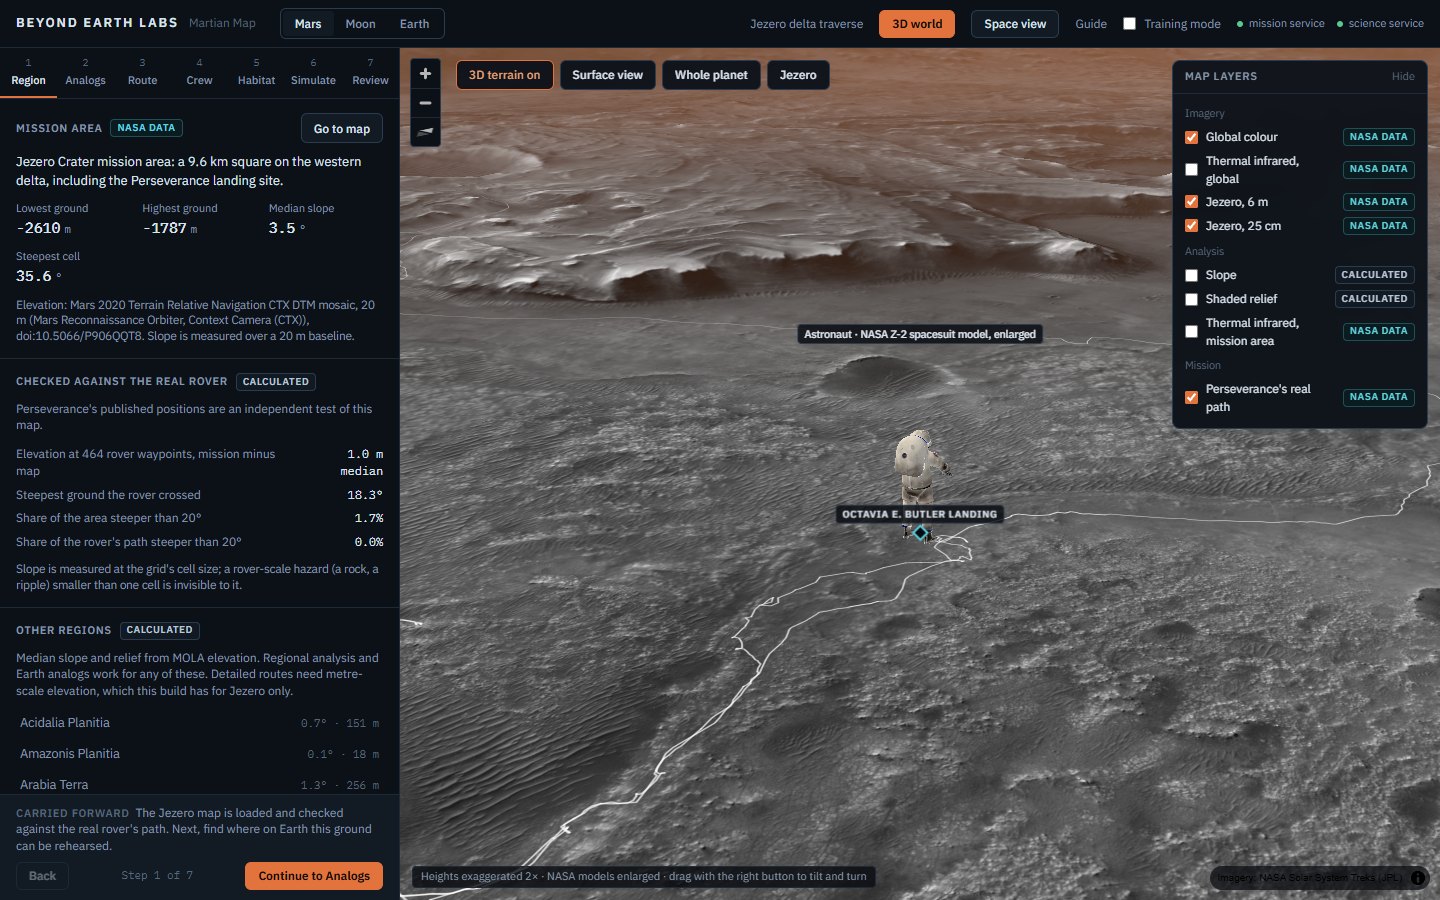 BEYOND EARTH LABS Martian Map
Mars Moon Earth
Jezero delta traverse 3D world Space view Guide Training mode mission service science service
1 Region
2 Analogs
3 Route
4 Crew
5 Habitat
6 Simulate
7 Review
MISSION AREA NASA DATA Go to map
Jezero Crater mission area: a 9.6 km square on the western
delta, including the Perseverance landing site.
Lowest ground Highest ground Median slope
-2610 m -1787 m 3.5 °
Steepest cell
35.6 °
Elevation: Mars 2020 Terrain Relative Navigation CTX DTM mosaic, 20
m (Mars Reconnaissance Orbiter, Context Camera (CTX)),
doi:10.5066/P906QQT8. Slope is measured over a 20 m baseline.
CHECKED AGAINST THE REAL ROVER CALCULATED
Perseverance's published positions are an independent test of this
map.
Elevation at 464 rover waypoints, mission minus 1.0 m
map median
Steepest ground the rover crossed 18.3°
Share of the area steeper than 20° 1.7%
Share of the rover's path steeper than 20° 0.0%
Slope is measured at the grid's cell size; a rover-scale hazard (a rock, a
ripple) smaller than one cell is invisible to it.
OTHER REGIONS CALCULATED
Median slope and relief from MOLA elevation. Regional analysis and
Earth analogs work for any of these. Detailed routes need metre-
scale elevation, which this build has for Jezero only.
Acidalia Planitia 0.7° · 151 m
Amazonis Planitia 0.1° · 18 m
Arabia Terra 1.3° · 256 m
CARRIED FORWARD The Jezero map is loaded and checked
against the real rover's path. Next, find where on Earth this ground
can be rehearsed.
Back Step 1 of 7 Continue to Analogs
3D terrain on Surface view Whole planet Jezero
Astronaut · NASA Z-2 spacesuit model, enlarged
OCTAVIA E. BUTLER LANDING
Heights exaggerated 2× · NASA models enlarged · drag with the right button to tilt and turn
MAP LAYERS Hide
Imagery
Global colour NASA DATA
Thermal infrared,
global NASA DATA
Jezero, 6 m NASA DATA
Jezero, 25 cm NASA DATA
Analysis
Slope CALCULATED
Shaded relief CALCULATED
Thermal infrared,
mission area NASA DATA
Mission
Perseverance's real
path NASA DATA
Imagery: NASA Solar System Treks (JPL)